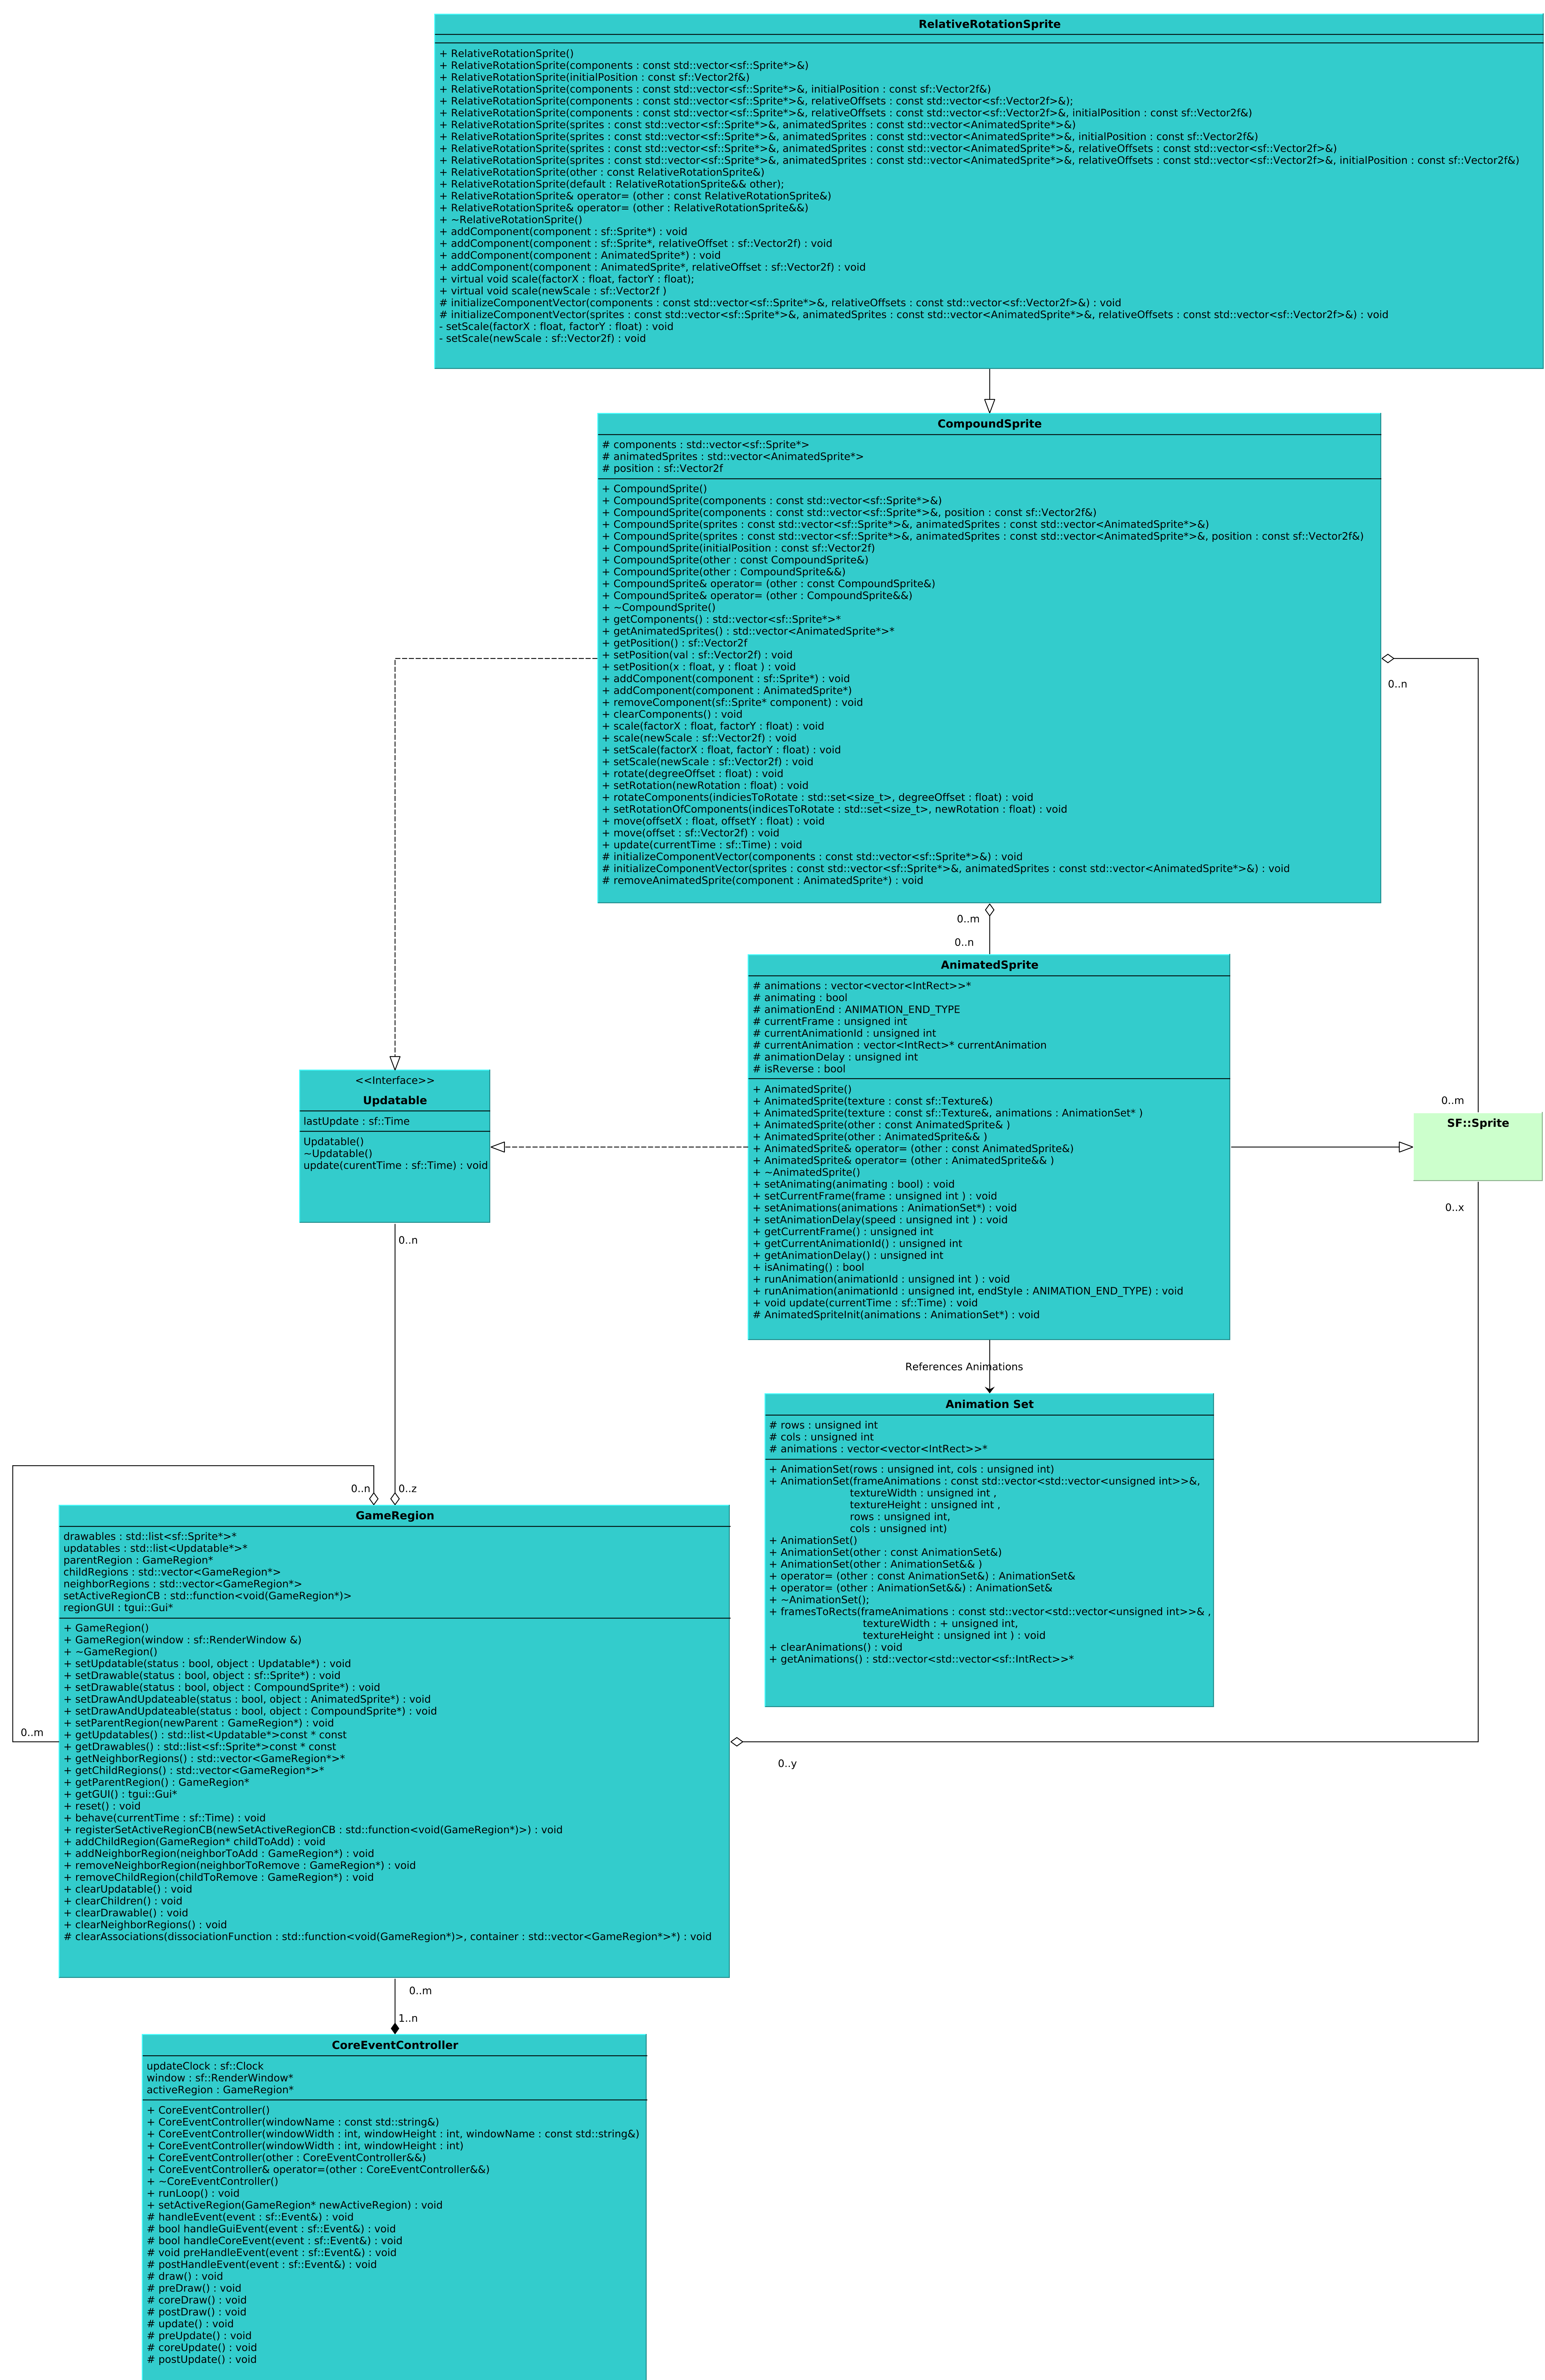 RelativeRotationSprite
+ RelativeRotationSprite()
+ RelativeRotationSprite(components : const std::vector<sf::Sprite*>&)
+ RelativeRotationSprite(initialPosition : const sf::Vector2f&)
+ RelativeRotationSprite(components : const std::vector<sf::Sprite*>&, initialPosition : const sf::Vector2f&)
+ RelativeRotationSprite(components : const std::vector<sf::Sprite*>&, relativeOffsets : const std::vector<sf::Vector2f>&);
+ RelativeRotationSprite(components : const std::vector<sf::Sprite*>&, relativeOffsets : const std::vector<sf::Vector2f>&, initialPosition : const sf::Vector2f&)
+ RelativeRotationSprite(sprites : const std::vector<sf::Sprite*>&, animatedSprites : const std::vector<AnimatedSprite*>&)
+ RelativeRotationSprite(sprites : const std::vector<sf::Sprite*>&, animatedSprites : const std::vector<AnimatedSprite*>&, initialPosition : const sf::Vector2f&)
+ RelativeRotationSprite(sprites : const std::vector<sf::Sprite*>&, animatedSprites : const std::vector<AnimatedSprite*>&, relativeOffsets : const std::vector<sf::Vector2f>&)
+ RelativeRotationSprite(sprites : const std::vector<sf::Sprite*>&, animatedSprites : const std::vector<AnimatedSprite*>&, relativeOffsets : const std::vector<sf::Vector2f>&, initialPosition : const sf::Vector2f&)
+ RelativeRotationSprite(other : const RelativeRotationSprite&)
+ RelativeRotationSprite(default : RelativeRotationSprite&& other);
+ RelativeRotationSprite& operator= (other : const RelativeRotationSprite&)
+ RelativeRotationSprite& operator= (other : RelativeRotationSprite&&)
+ ~RelativeRotationSprite()
+ addComponent(component : sf::Sprite*) : void
+ addComponent(component : sf::Sprite*, relativeOffset : sf::Vector2f) : void
+ addComponent(component : AnimatedSprite*) : void
+ addComponent(component : AnimatedSprite*, relativeOffset : sf::Vector2f) : void
+ virtual void scale(factorX : float, factorY : float);
+ virtual void scale(newScale : sf::Vector2f )
# initializeComponentVector(components : const std::vector<sf::Sprite*>&, relativeOffsets : const std::vector<sf::Vector2f>&) : void
# initializeComponentVector(sprites : const std::vector<sf::Sprite*>&, animatedSprites : const std::vector<AnimatedSprite*>&, relativeOffsets : const std::vector<sf::Vector2f>&) : void
- setScale(factorX : float, factorY : float) : void
- setScale(newScale : sf::Vector2f) : void
CompoundSprite
# components : std::vector<sf::Sprite*>
# animatedSprites : std::vector<AnimatedSprite*>
# position : sf::Vector2f
+ CompoundSprite()
+ CompoundSprite(components : const std::vector<sf::Sprite*>&)
+ CompoundSprite(components : const std::vector<sf::Sprite*>&, position : const sf::Vector2f&)
+ CompoundSprite(sprites : const std::vector<sf::Sprite*>&, animatedSprites : const std::vector<AnimatedSprite*>&)
+ CompoundSprite(sprites : const std::vector<sf::Sprite*>&, animatedSprites : const std::vector<AnimatedSprite*>&, position : const sf::Vector2f&)
+ CompoundSprite(initialPosition : const sf::Vector2f)
+ CompoundSprite(other : const CompoundSprite&)
+ CompoundSprite(other : CompoundSprite&&)
+ CompoundSprite& operator= (other : const CompoundSprite&)
+ CompoundSprite& operator= (other : CompoundSprite&&)
+ ~CompoundSprite()
+ getComponents() : std::vector<sf::Sprite*>*
+ getAnimatedSprites() : std::vector<AnimatedSprite*>*
+ getPosition() : sf::Vector2f
+ setPosition(val : sf::Vector2f) : void
+ setPosition(x : float, y : float ) : void
+ addComponent(component : sf::Sprite*) : void
+ addComponent(component : AnimatedSprite*)
+ removeComponent(sf::Sprite* component) : void
+ clearComponents() : void
+ scale(factorX : float, factorY : float) : void
+ scale(newScale : sf::Vector2f) : void
+ setScale(factorX : float, factorY : float) : void
+ setScale(newScale : sf::Vector2f) : void
+ rotate(degreeOffset : float) : void
+ setRotation(newRotation : float) : void
+ rotateComponents(indiciesToRotate : std::set<size_t>, degreeOffset : float) : void
+ setRotationOfComponents(indicesToRotate : std::set<size_t>, newRotation : float) : void
+ move(offsetX : float, offsetY : float) : void
+ move(offset : sf::Vector2f) : void
+ update(currentTime : sf::Time) : void
# initializeComponentVector(components : const std::vector<sf::Sprite*>&) : void
# initializeComponentVector(sprites : const std::vector<sf::Sprite*>&, animatedSprites : const std::vector<AnimatedSprite*>&) : void
# removeAnimatedSprite(component : AnimatedSprite*) : void
0..n
0..m
0..n
AnimatedSprite
# animations : vector<vector<IntRect>>*
# animating : bool
# animationEnd : ANIMATION_END_TYPE
# currentFrame : unsigned int
# currentAnimationId : unsigned int
# currentAnimation : vector<IntRect>* currentAnimation
# animationDelay : unsigned int
# isReverse : bool
+ AnimatedSprite()
+ AnimatedSprite(texture : const sf::Texture&)
+ AnimatedSprite(texture : const sf::Texture&, animations : AnimationSet* )
+ AnimatedSprite(other : const AnimatedSprite& )
+ AnimatedSprite(other : AnimatedSprite&& )
+ AnimatedSprite& operator= (other : const AnimatedSprite&)
+ AnimatedSprite& operator= (other : AnimatedSprite&& )
+ ~AnimatedSprite()
+ setAnimating(animating : bool) : void
+ setCurrentFrame(frame : unsigned int ) : void
+ setAnimations(animations : AnimationSet*) : void
+ setAnimationDelay(speed : unsigned int ) : void
+ getCurrentFrame() : unsigned int
+ getCurrentAnimationId() : unsigned int
+ getAnimationDelay() : unsigned int
+ isAnimating() : bool
+ runAnimation(animationId : unsigned int ) : void
+ runAnimation(animationId : unsigned int, endStyle : ANIMATION_END_TYPE) : void
+ void update(currentTime : sf::Time) : void
# AnimatedSpriteInit(animations : AnimationSet*) : void
<<Interface>>
Updatable
lastUpdate : sf::Time
Updatable()
~Updatable()
update(curentTime : sf::Time) : void
0..n
0..m
SF::Sprite
0..x
References Animations
Animation Set
# rows : unsigned int
# cols : unsigned int
# animations : vector<vector<IntRect>>*
+ AnimationSet(rows : unsigned int, cols : unsigned int)
+ AnimationSet(frameAnimations : const std::vector<std::vector<unsigned int>>&,
textureWidth : unsigned int ,
textureHeight : unsigned int ,
rows : unsigned int,
cols : unsigned int)
+ AnimationSet()
+ AnimationSet(other : const AnimationSet&)
+ AnimationSet(other : AnimationSet&& )
+ operator= (other : const AnimationSet&) : AnimationSet&
+ operator= (other : AnimationSet&&) : AnimationSet&
+ ~AnimationSet();
+ framesToRects(frameAnimations : const std::vector<std::vector<unsigned int>>& ,
textureWidth : + unsigned int,
textureHeight : unsigned int ) : void
+ clearAnimations() : void
+ getAnimations() : std::vector<std::vector<sf::IntRect>>*
0..n
0..z
0..m
0..y
GameRegion
drawables : std::list<sf::Sprite*>*
updatables : std::list<Updatable*>*
parentRegion : GameRegion*
childRegions : std::vector<GameRegion*>
neighborRegions : std::vector<GameRegion*>
setActiveRegionCB : std::function<void(GameRegion*)>
regionGUI : tgui::Gui*
+ GameRegion()
+ GameRegion(window : sf::RenderWindow &)
+ ~GameRegion()
+ setUpdatable(status : bool, object : Updatable*) : void
+ setDrawable(status : bool, object : sf::Sprite*) : void
+ setDrawable(status : bool, object : CompoundSprite*) : void
+ setDrawAndUpdateable(status : bool, object : AnimatedSprite*) : void
+ setDrawAndUpdateable(status : bool, object : CompoundSprite*) : void
+ setParentRegion(newParent : GameRegion*) : void
+ getUpdatables() : std::list<Updatable*>const * const
+ getDrawables() : std::list<sf::Sprite*>const * const
+ getNeighborRegions() : std::vector<GameRegion*>*
+ getChildRegions() : std::vector<GameRegion*>*
+ getParentRegion() : GameRegion*
+ getGUI() : tgui::Gui*
+ reset() : void
+ behave(currentTime : sf::Time) : void
+ registerSetActiveRegionCB(newSetActiveRegionCB : std::function<void(GameRegion*)>) : void
+ addChildRegion(GameRegion* childToAdd) : void
+ addNeighborRegion(neighborToAdd : GameRegion*) : void
+ removeNeighborRegion(neighborToRemove : GameRegion*) : void
+ removeChildRegion(childToRemove : GameRegion*) : void
+ clearUpdatable() : void
+ clearChildren() : void
+ clearDrawable() : void
+ clearNeighborRegions() : void
# clearAssociations(dissociationFunction : std::function<void(GameRegion*)>, container : std::vector<GameRegion*>*) : void
0..m
1..n
CoreEventController
updateClock : sf::Clock
window : sf::RenderWindow*
activeRegion : GameRegion*
+ CoreEventController()
+ CoreEventController(windowName : const std::string&)
+ CoreEventController(windowWidth : int, windowHeight : int, windowName : const std::string&)
+ CoreEventController(windowWidth : int, windowHeight : int)
+ CoreEventController(other : CoreEventController&&)
+ CoreEventController& operator=(other : CoreEventController&&)
+ ~CoreEventController()
+ runLoop() : void
+ setActiveRegion(GameRegion* newActiveRegion) : void
# handleEvent(event : sf::Event&) : void
# bool handleGuiEvent(event : sf::Event&) : void
# bool handleCoreEvent(event : sf::Event&) : void
# void preHandleEvent(event : sf::Event&) : void
# postHandleEvent(event : sf::Event&) : void
# draw() : void
# preDraw() : void
# coreDraw() : void
# postDraw() : void
# update() : void
# preUpdate() : void
# coreUpdate() : void
# postUpdate() : void